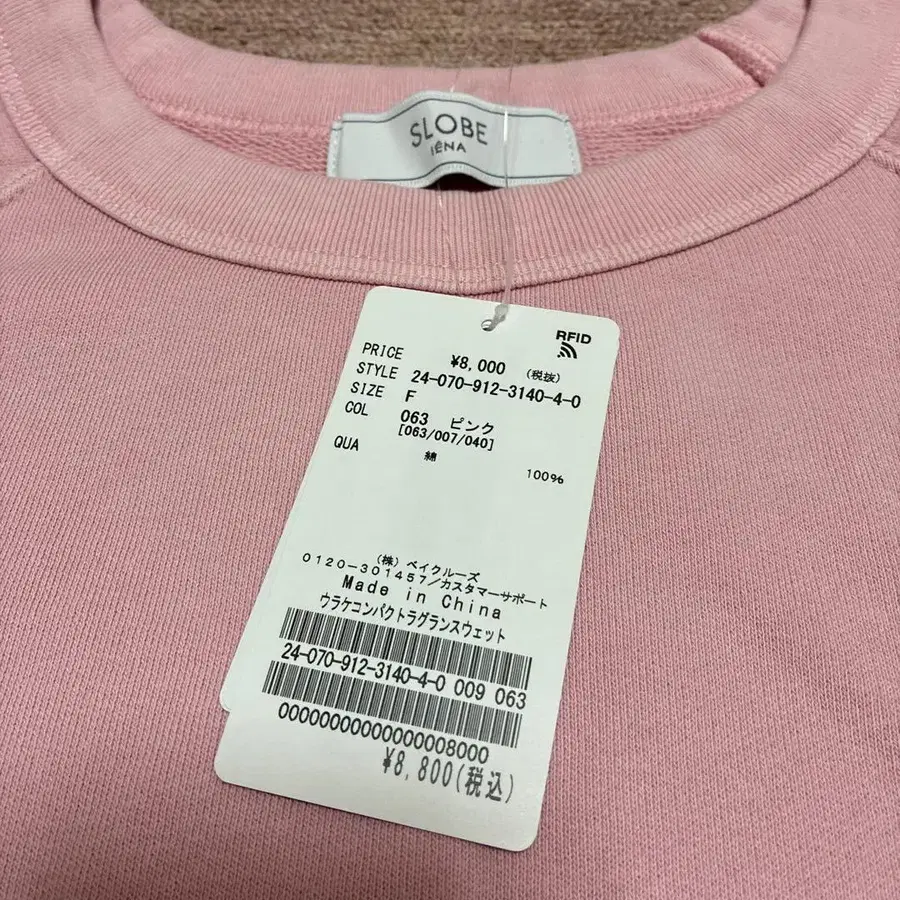 SLOBE
IÉNA
RFID
PRICE ¥8,000 (税抜)
STYLE 24-070-912-3140-4-0
SIZE F
COL 063 ピンク
[063/007/040]
QUA 綿 100%
(株) ベイクルーズ
0120-301457/カスタマーサポート
Made in China
ウラケコンパクトラグランスウェット
24-070-912-3140-4-0 009 063
00000000000000008000
¥8,800(税込)